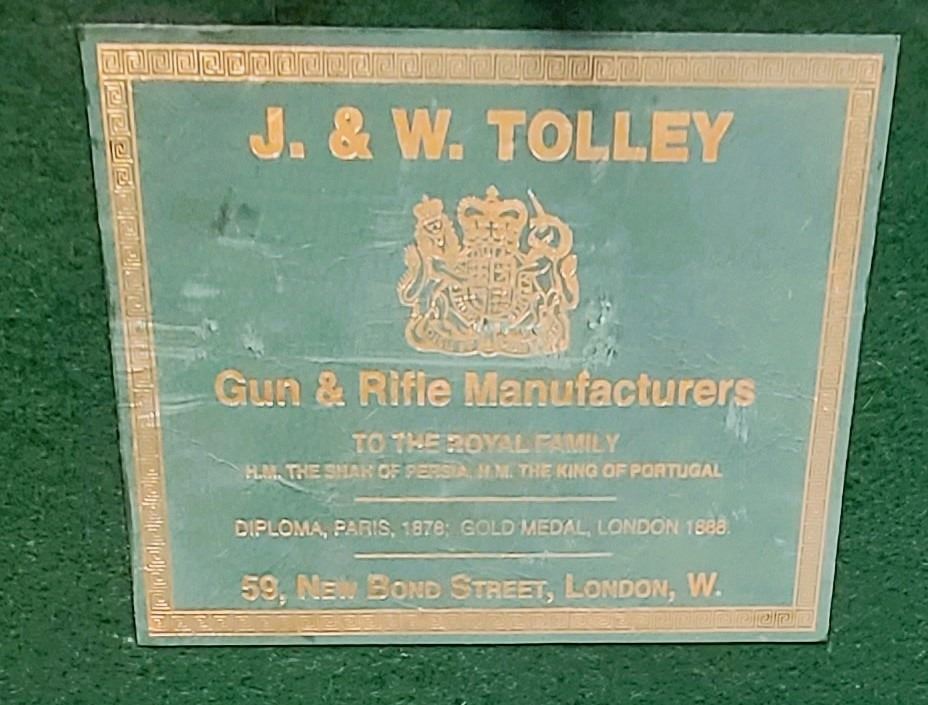 J. & W. TOLLEY
Gun & Rifle Manufacturers
TO THE ROYAL FAMILY
H.M. THE SHAH OF PERSIA. H.M. THE KING OF PORTUGAL
DIPLOMA, PARIS, 1878; GOLD MEDAL, LONDON 1888.
59, NEW BOND STREET, LONDON, W.